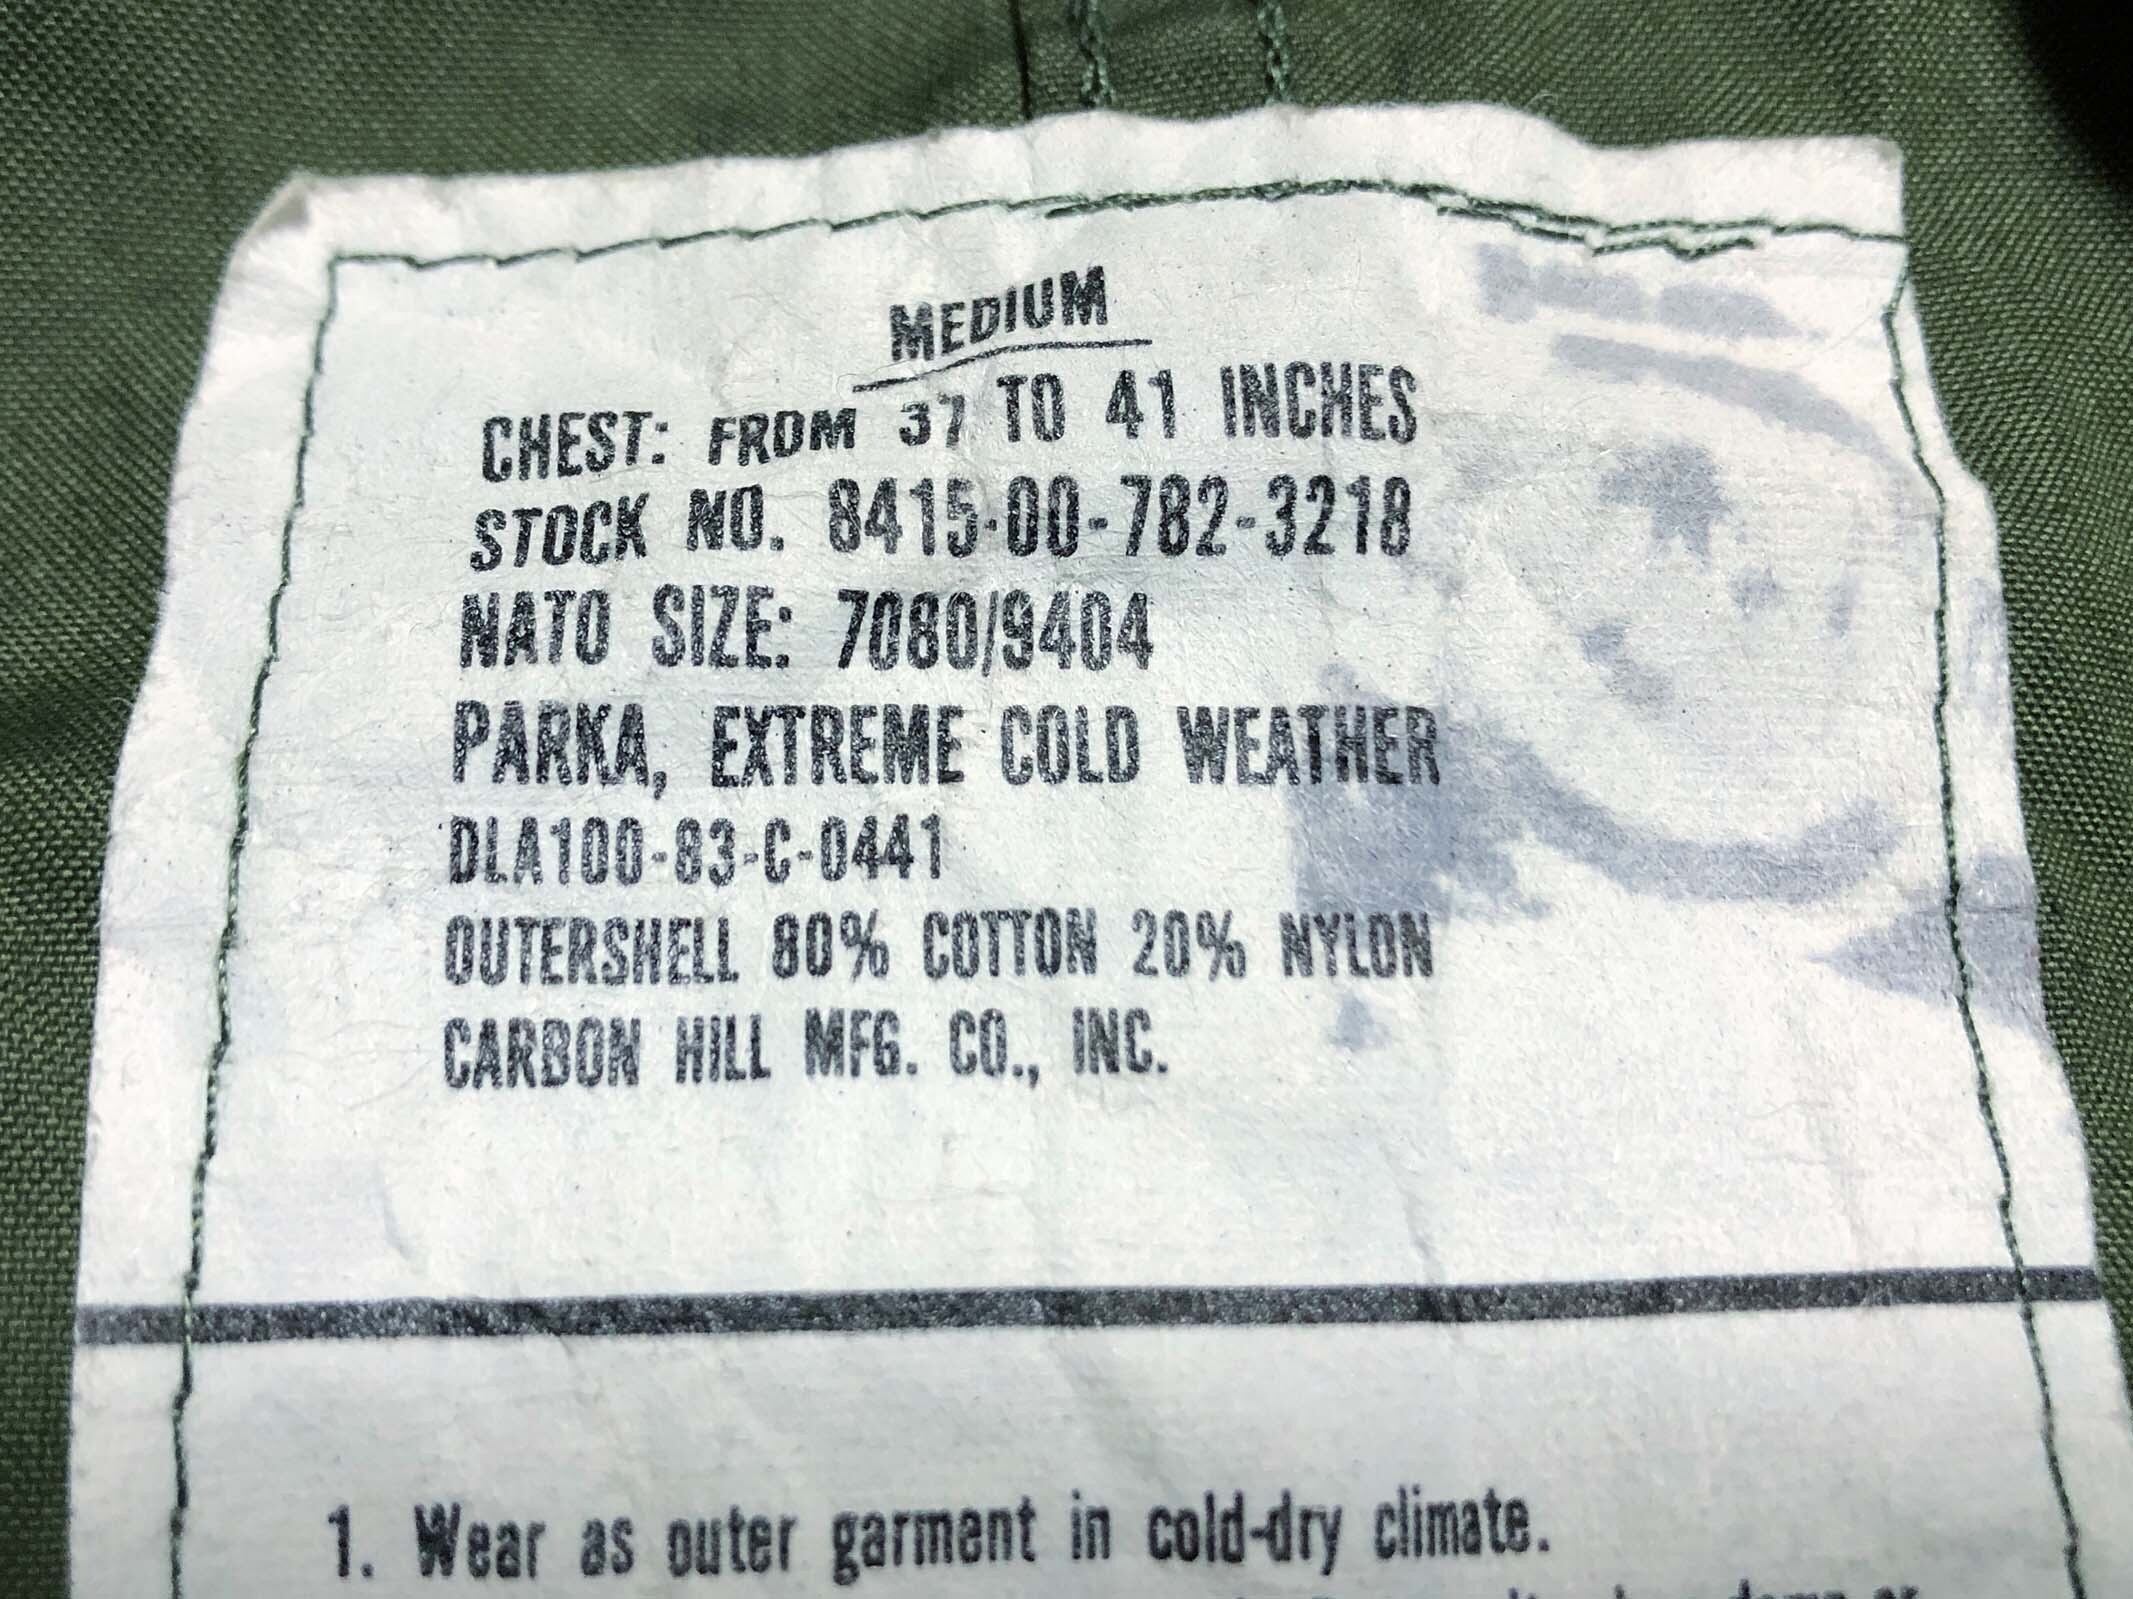 MEDIUM
CHEST: FROM 37 TO 41 INCHES
STOCK NO. 8415-00-782-3218
NATO SIZE: 7080/9404
PARKA, EXTREME COLD WEATHER
DLA100-83-C-0441
OUTERSHELL 80% COTTON 20% NYLON
CARBON HILL MFG. CO., INC.
1. Wear as outer garment in cold-dry climate.